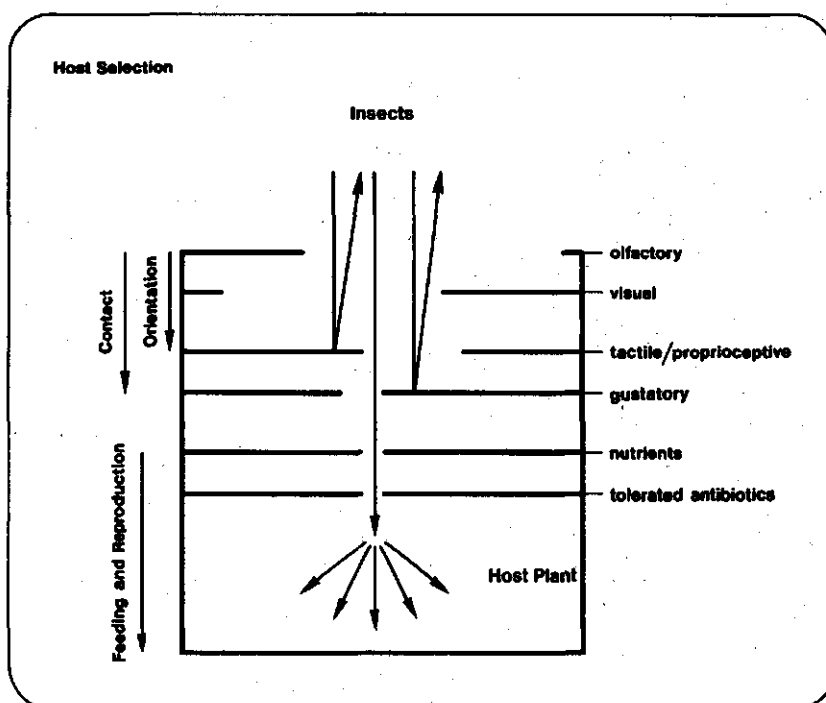 Host Selection
Insects
olfactory
visual
tactile/proprioceptive
gustatory
nutrients
tolerated antibiotics
Contact
Orientation
Feeding and Reproduction
Host Plant